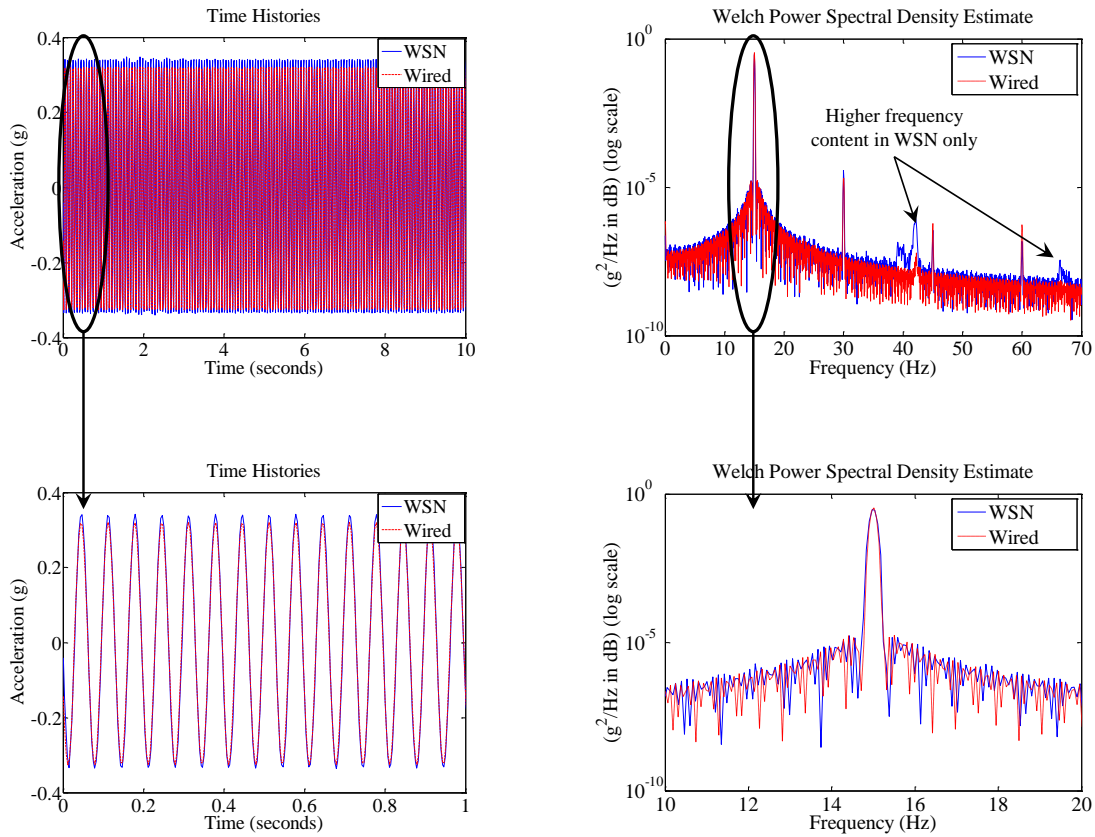 Time Histories
Acceleration (g)
0.4
0.2
0
-0.2
-0.4
WSN
Wired
0 2 4 6 8 10
Time (seconds)
Welch Power Spectral Density Estimate
(g^2/Hz in dB) (log scale)
10^0
10^-5
10^-10
WSN
Wired
Higher frequency
content in WSN only
0 10 20 30 40 50 60 70
Frequency (Hz)
Time Histories
Acceleration (g)
0.4
0.2
0
-0.2
-0.4
WSN
Wired
0 0.2 0.4 0.6 0.8 1
Time (seconds)
Welch Power Spectral Density Estimate
(g^2/Hz in dB) (log scale)
10^0
10^-5
10^-10
WSN
Wired
10 12 14 16 18 20
Frequency (Hz)